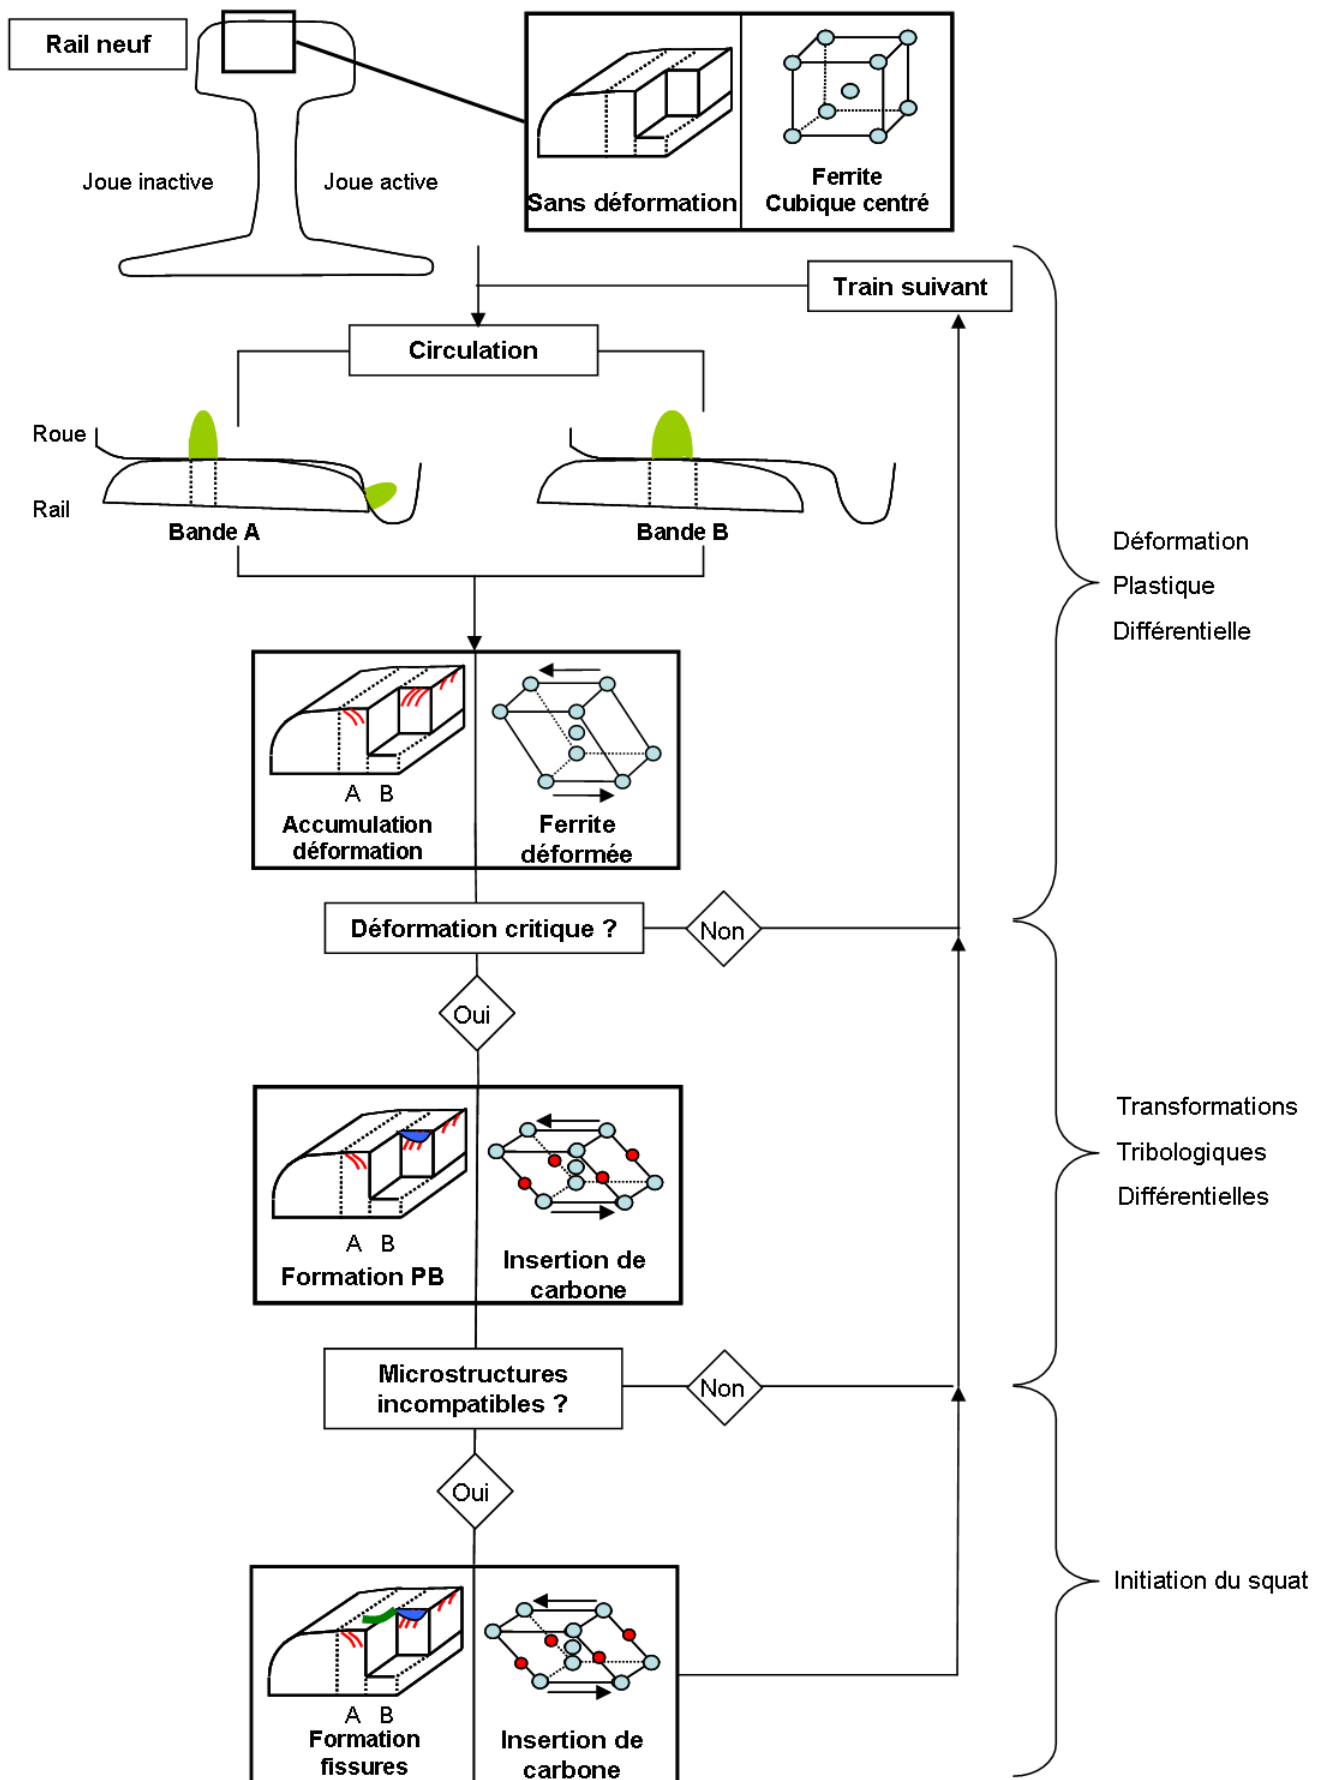 Rail neuf
Joue inactive
Joue active
Sans déformation
Ferrite
Cubique centré
Train suivant
Circulation
Roue
Rail
Bande A
Bande B
Déformation
Plastique
Différentielle
A B
Accumulation
déformation
Ferrite
déformée
Déformation critique ?
Non
Oui
A B
Formation PB
Insertion de
carbone
Transformations
Tribologiques
Différentielles
Microstructures
incompatibles ?
Non
Oui
Initiation du squat
A B
Formation
fissures
Insertion de
carbone